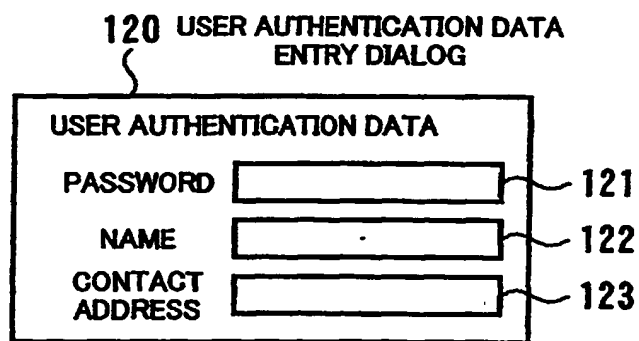 120 USER AUTHENTICATION DATA
ENTRY DIALOG
USER AUTHENTICATION DATA
PASSWORD 121
NAME 122
CONTACT
ADDRESS 123